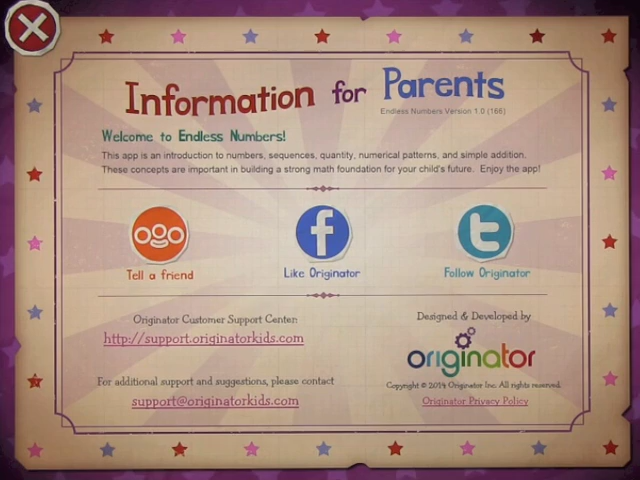 Information for Parents
Endless Numbers Version 1.0 (166)
Welcome to Endless Numbers!
This app is an introduction to numbers, sequences, quantity, numerical patterns, and simple addition.
These concepts are important in building a strong math foundation for your child's future. Enjoy the app!
Tell a friend
Like Originator
Follow Originator
Originator Customer Support Center:
http://support.originatorkids.com
For additional support and suggestions, please contact
support@originatorkids.com
Designed & Developed by
originator
Copyright © 2014 Originator Inc. All rights reserved.
Originator Privacy Policy